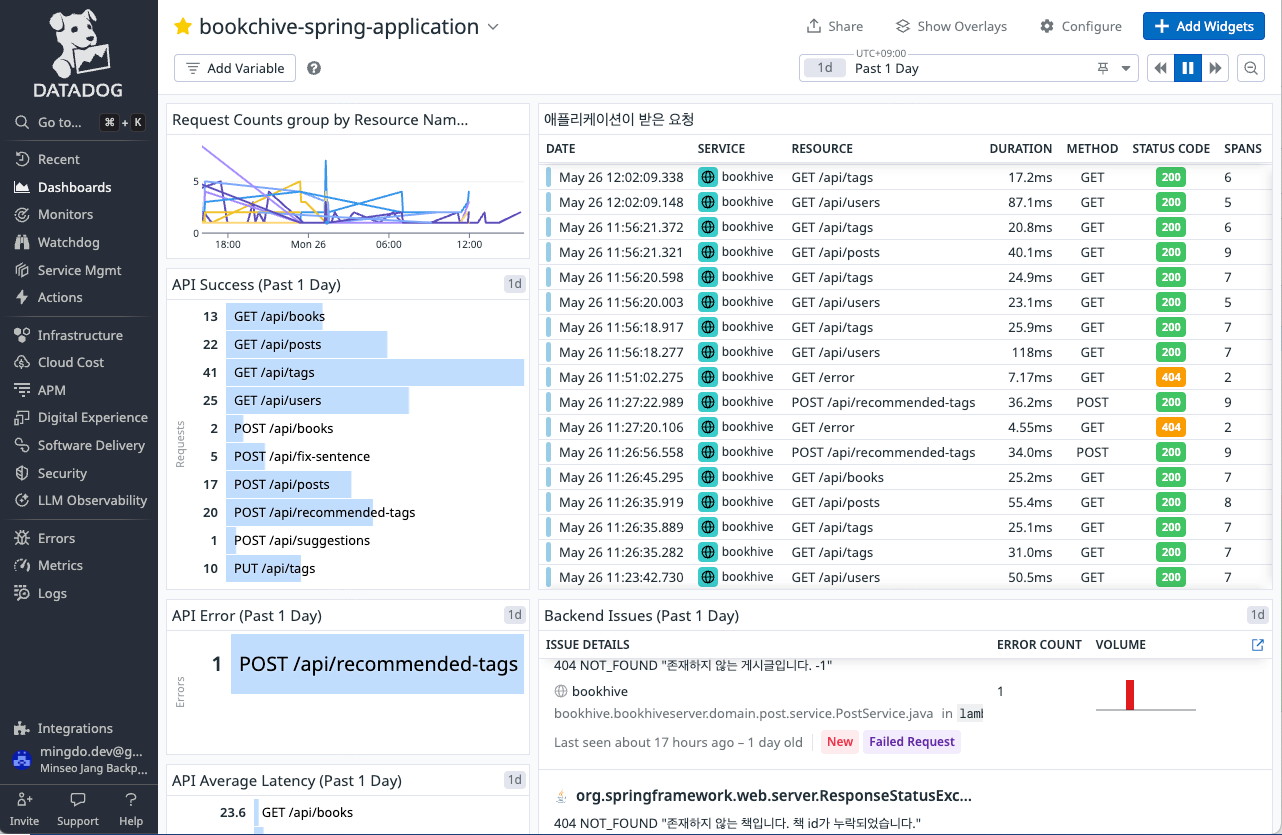 DATADOG
Go to... ⌘ + K
Recent
Dashboards
Monitors
Watchdog
Service Mgmt
Actions
Infrastructure
Cloud Cost
APM
Digital Experience
Software Delivery
Security
LLM Observability
Errors
Metrics
Logs
Integrations
mingdo.dev@g...
Minseo Jang Backp...
Invite Support Help
bookchive-spring-application
Share Show Overlays Configure + Add Widgets
Add Variable ?
UTC+09:00
1d Past 1 Day
Request Counts group by Resource Nam...
5
0
18:00 Mon 26 06:00 12:00
API Success (Past 1 Day) 1d
Requests
13 GET /api/books
22 GET /api/posts
41 GET /api/tags
25 GET /api/users
2 POST /api/books
5 POST /api/fix-sentence
17 POST /api/posts
20 POST /api/recommended-tags
1 POST /api/suggestions
10 PUT /api/tags
API Error (Past 1 Day) 1d
Errors
1 POST /api/recommended-tags
API Average Latency (Past 1 Day) 1d
23.6 GET /api/books
애플리케이션이 받은 요청
DATE SERVICE RESOURCE DURATION METHOD STATUS CODE SPANS
May 26 12:02:09.338 bookhive GET /api/tags 17.2ms GET 200 6
May 26 12:02:09.148 bookhive GET /api/users 87.1ms GET 200 5
May 26 11:56:21.372 bookhive GET /api/tags 20.8ms GET 200 6
May 26 11:56:21.321 bookhive GET /api/posts 40.1ms GET 200 9
May 26 11:56:20.598 bookhive GET /api/tags 24.9ms GET 200 7
May 26 11:56:20.003 bookhive GET /api/users 23.1ms GET 200 5
May 26 11:56:18.917 bookhive GET /api/tags 25.9ms GET 200 7
May 26 11:56:18.277 bookhive GET /api/users 118ms GET 200 7
May 26 11:51:02.275 bookhive GET /error 7.17ms GET 404 2
May 26 11:27:22.989 bookhive POST /api/recommended-tags 36.2ms POST 200 9
May 26 11:27:20.106 bookhive GET /error 4.55ms GET 404 2
May 26 11:26:56.558 bookhive POST /api/recommended-tags 34.0ms POST 200 9
May 26 11:26:45.295 bookhive GET /api/books 25.2ms GET 200 7
May 26 11:26:35.919 bookhive GET /api/posts 55.4ms GET 200 8
May 26 11:26:35.889 bookhive GET /api/tags 25.1ms GET 200 7
May 26 11:26:35.282 bookhive GET /api/tags 31.0ms GET 200 7
May 26 11:23:42.730 bookhive GET /api/users 50.5ms GET 200 7
Backend Issues (Past 1 Day) 1d
ISSUE DETAILS ERROR COUNT VOLUME
404 NOT_FOUND "존재하지 않는 게시글입니다. -1"
bookhive 1
bookhive.bookhiveserver.domain.post.service.PostService.java in lamb
Last seen about 17 hours ago – 1 day old New Failed Request
org.springframework.web.server.ResponseStatusExc...
404 NOT_FOUND "존재하지 않는 책입니다. 책 id가 누락되었습니다."